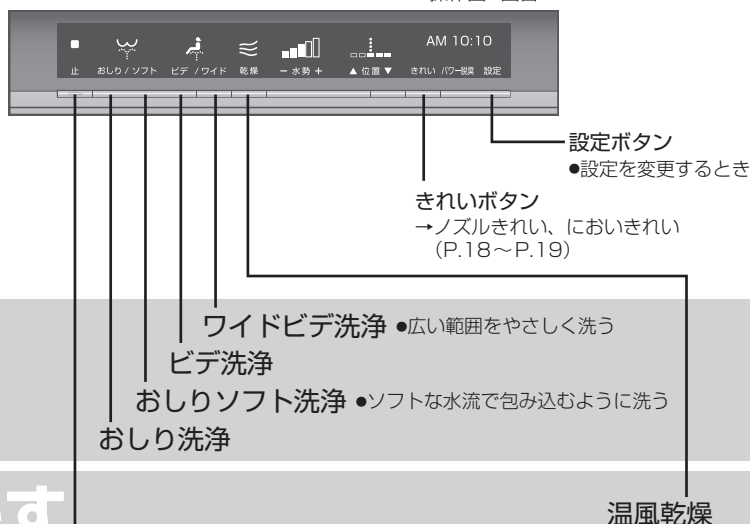 AM 10:10
止 おしり / ソフト ビデ / ワイド 乾燥 − 水勢 + ▲ 位置 ▼ きれい パワー脱臭 設定
設定ボタン
●設定を変更するとき
きれいボタン
→ノズルきれい、においきれい
(P.18～P.19)
ワイドビデ洗浄 ●広い範囲をやさしく洗う
ビデ洗浄
おしりソフト洗浄 ●ソフトな水流で包み込むように洗う
おしり洗浄
す
温風乾燥